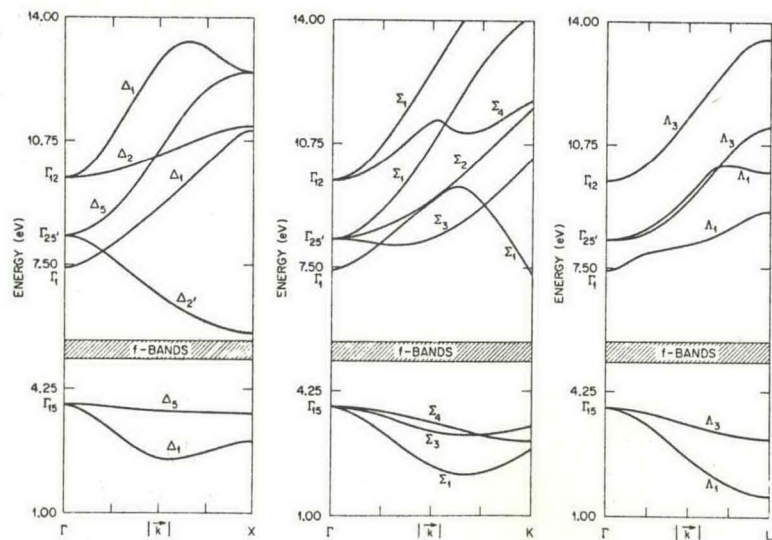 14.00
Δ₁
10.75
Δ₂
Γ₁₂
Δ₁
Δ₅
Γ₂₅'
ENERGY (eV)
7.50
Γ₁
Δ₂'
f-BANDS
4.25
Γ₁₅
Δ₅
Δ₁
1.00
Γ
|k⃗|
X
14.00
Σ₁
Σ₄
10.75
Σ₂
Γ₁₂
Σ₁
Σ₃
Γ₂₅'
ENERGY (eV)
7.50
Γ₁
Σ₁
f-BANDS
4.25
Γ₁₅
Σ₄
Σ₃
Σ₁
1.00
Γ
|k⃗|
K
14.00
Λ₃
10.75
Λ₃
Γ₁₂
Λ₁
Γ₂₅'
Λ₁
ENERGY (eV)
7.50
Γ₁
f-BANDS
4.25
Γ₁₅
Λ₃
Λ₁
1.00
Γ
|k⃗|
L